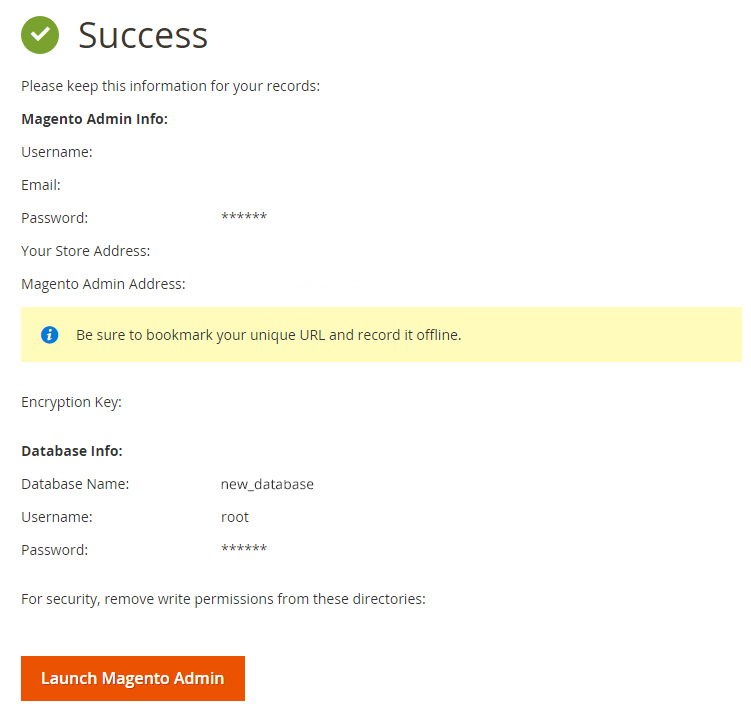 Success
Please keep this information for your records:
Magento Admin Info:
Username:
Email:
Password: ******
Your Store Address:
Magento Admin Address:
Be sure to bookmark your unique URL and record it offline.
Encryption Key:
Database Info:
Database Name: new_database
Username: root
Password: ******
For security, remove write permissions from these directories:
Launch Magento Admin